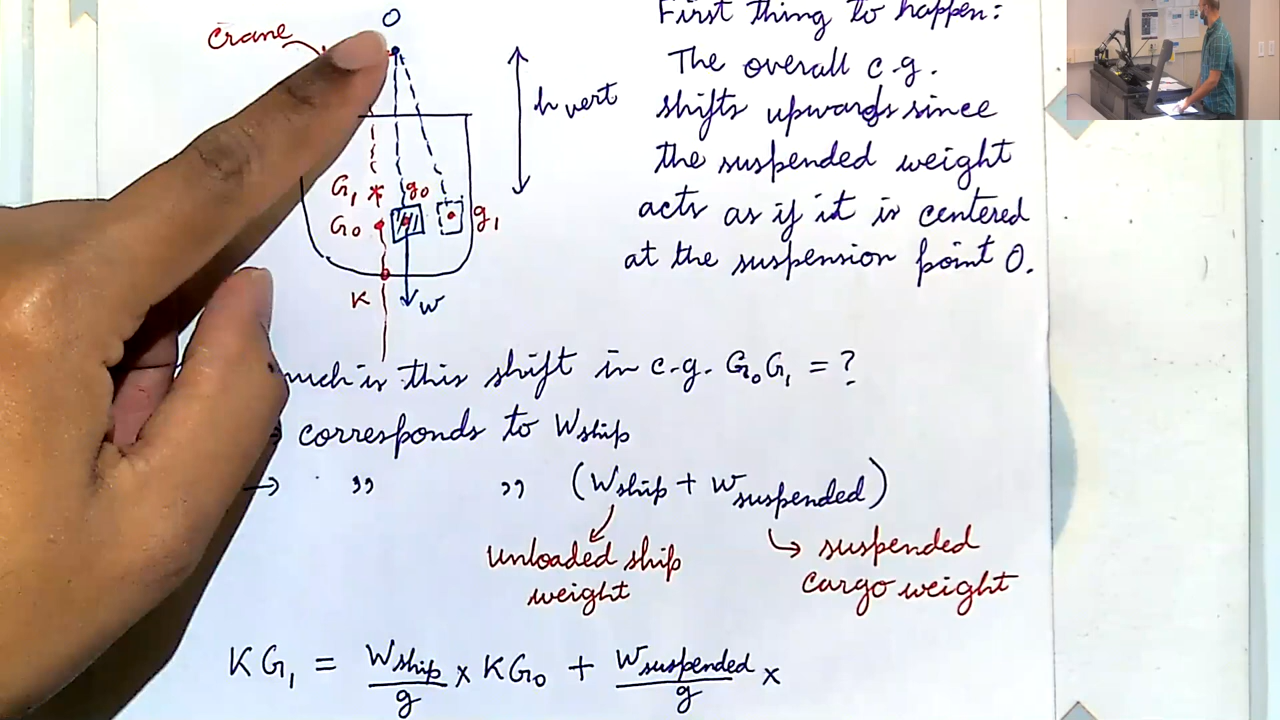 O
Crane
h vert
G₁ g₀
G₀ g₁
K
W
First thing to happen:
The overall c.g.
shifts upwards since
the suspended weight
acts as if it is centered
at the suspension point O.
much is this shift in c.g. G₀G₁ = ?
→ corresponds to Wship
→ ,, ,, (Wship + Wsuspended)
unloaded ship
weight
suspended
cargo weight
KG₁ = Wship/g × KG₀ + Wsuspended/g ×